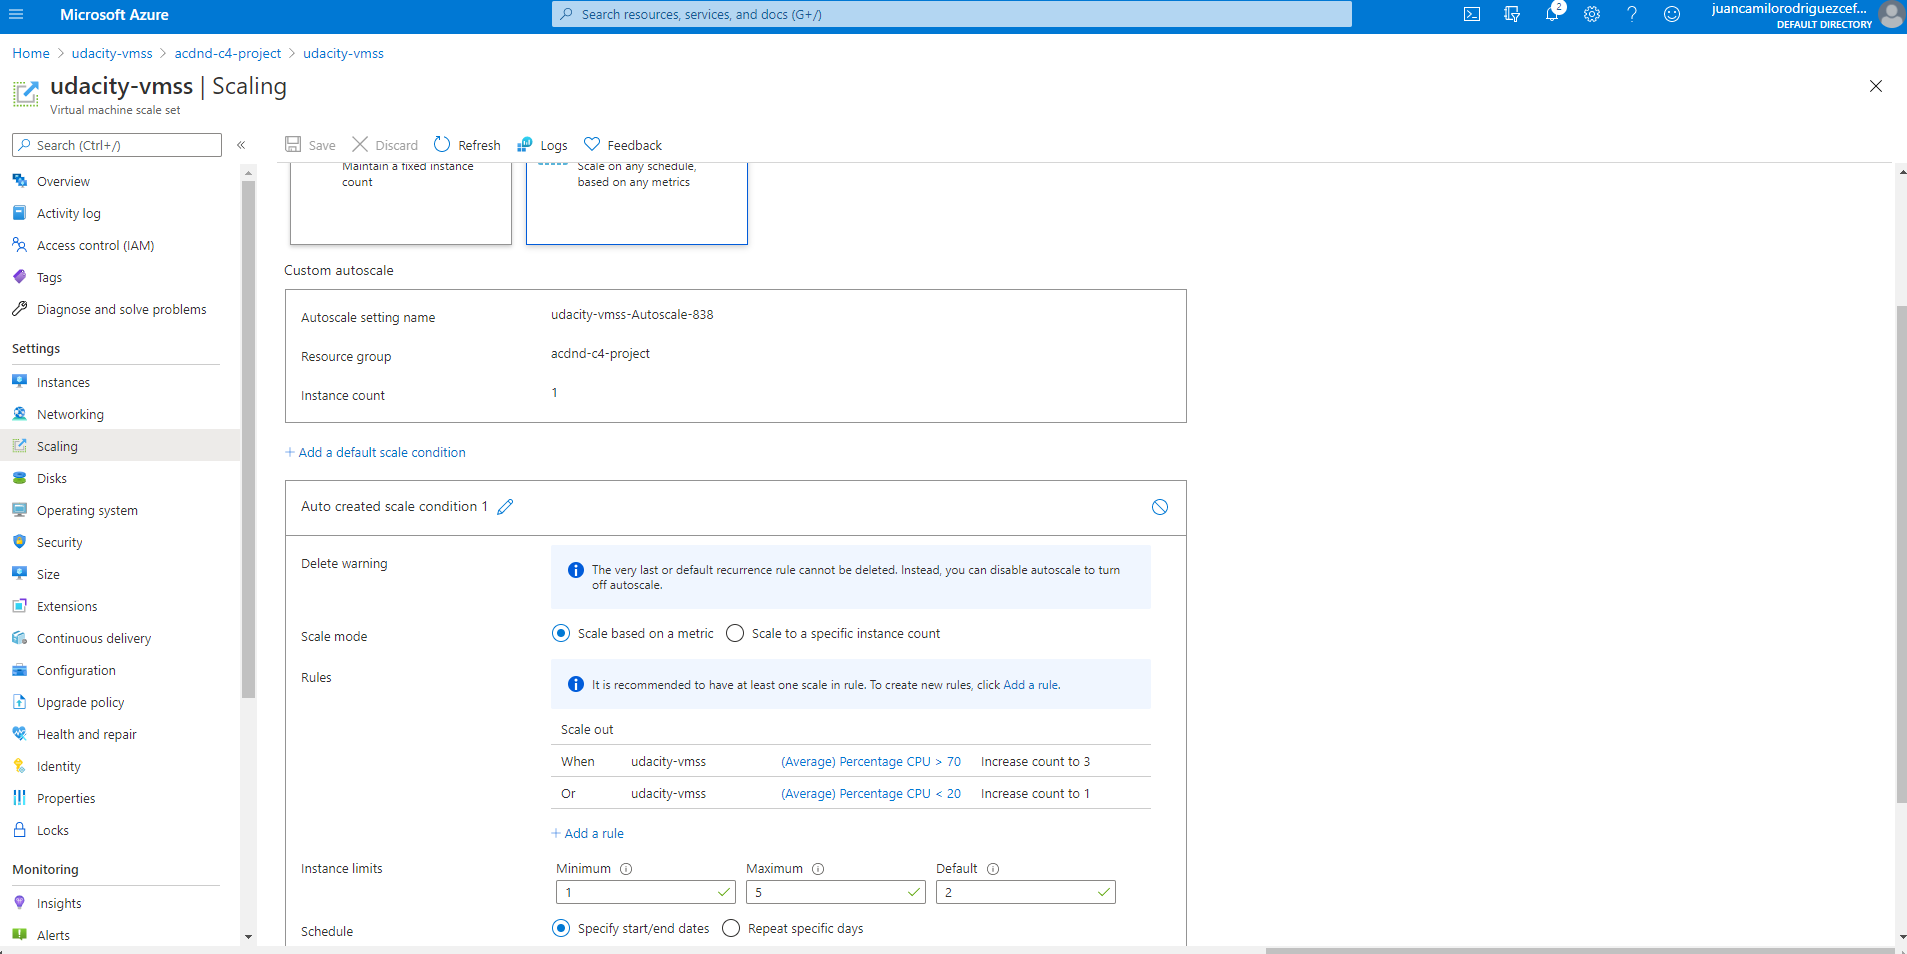 Microsoft Azure
Search resources, services, and docs (G+/)
2
juancamilorodriguezcef...
DEFAULT DIRECTORY
Home > udacity-vmss > acdnd-c4-project > udacity-vmss
udacity-vmss | Scaling
Virtual machine scale set
Search (Ctrl+/)
«
Save
Discard
Refresh
Logs
Feedback
Overview
Activity log
Access control (IAM)
Tags
Diagnose and solve problems
Settings
Instances
Networking
Scaling
Disks
Operating system
Security
Size
Extensions
Continuous delivery
Configuration
Upgrade policy
Health and repair
Identity
Properties
Locks
Monitoring
Insights
Alerts
Maintain a fixed instance
count
Scale on any schedule,
based on any metrics
Custom autoscale
Autoscale setting name udacity-vmss-Autoscale-838
Resource group acdnd-c4-project
Instance count 1
+ Add a default scale condition
Auto created scale condition 1
Delete warning
The very last or default recurrence rule cannot be deleted. Instead, you can disable autoscale to turn
off autoscale.
Scale mode
Scale based on a metric
Scale to a specific instance count
Rules
It is recommended to have at least one scale in rule. To create new rules, click Add a rule.
Scale out
When udacity-vmss (Average) Percentage CPU > 70 Increase count to 3
Or udacity-vmss (Average) Percentage CPU < 20 Increase count to 1
+ Add a rule
Instance limits
Minimum
Maximum
Default
1
5
2
Schedule
Specify start/end dates
Repeat specific days